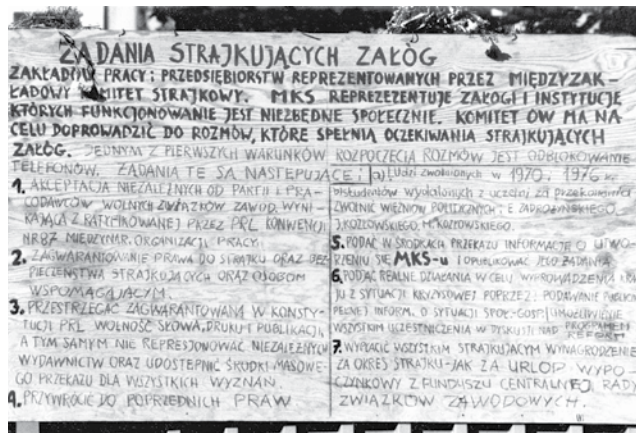 ŻĄDANIA STRAJKUJĄCYCH ZAŁÓG
ZAKŁADÓW PRACY I PRZEDSIĘBIORSTW REPREZENTOWANYCH PRZEZ MIĘDZYZAK-
ŁADOWY KOMITET STRAJKOWY. MKS REPREZENTUJE ZAŁOGI I INSTYTUCJE,
KTÓRYCH FUNKCJONOWANIE JEST NIEZBĘDNE SPOŁECZNIE. KOMITET ÓW MA NA
CELU DOPROWADZIĆ DO ROZMÓW, KTÓRE SPEŁNIĄ OCZEKIWANIA STRAJKUJĄCYCH
ZAŁÓG. JEDNYM Z PIERWSZYCH WARUNKÓW ROZPOCZĘCIA ROZMÓW JEST ODBLOKOWANIE
TELEFONÓW. ŻĄDANIA TE SĄ NASTĘPUJĄCE:
1. AKCEPTACJA NIEZALEŻNYCH OD PARTII I PRA-
CODAWCÓW WOLNYCH ZWIĄZKÓW ZAWOD. WYNI-
KAJĄCA Z RATYFIKOWANEJ PRZEZ PRL KONWENCJI
NR 87 MIĘDZYNAR. ORGANIZACJI PRACY.
2. ZAGWARANTOWANIE PRAWA DO STRAJKU ORAZ BEZ-
PIECZEŃSTWA STRAJKUJĄCYCH ORAZ OSOBOM
WSPOMAGAJĄCYM.
3. PRZESTRZEGAĆ ZAGWARANTOWANĄ W KONSTY-
TUCJI PRL WOLNOŚĆ SŁOWA, DRUKU I PUBLIKACJI,
A TYM SAMYM NIE REPRESJONOWAĆ NIEZALEŻNYCH
WYDAWNICTW ORAZ UDOSTĘPNIĆ ŚRODKI MASOWE-
GO PRZEKAZU DLA WSZYSTKICH WYZNAŃ.
4. PRZYWRÓCIĆ DO POPRZEDNICH PRAW
a) Ludzi zwolnionych w 1970 i 1976 r.
studentów wydalonych z uczelni za przekonania
ZWOLNIĆ WIĘŹNIÓW POLITYCZNYCH: E. ZADROŻYŃSKIEGO,
J. KOZŁOWSKIEGO, M. KOZŁOWSKIEGO.
5. PODAĆ W ŚRODKACH PRZEKAZU INFORMACJĘ O UTWO-
RZENIU SIĘ MKS-u I OPUBLIKOWAĆ JEGO ŻĄDANIA
6. PODJĄĆ REALNE DZIAŁANIA W CELU WYPROWADZENIA KRA-
JU Z SYTUACJI KRYZYSOWEJ POPRZEZ: PODAWANIE PUBLICZNIE
PEŁNEJ INFORM. O SYTUACJI SPOŁ-GOSP. UMOŻLIWIENIE
WSZYSTKIM UCZESTNICZENIA W DYSKUSJI NAD PROGRAMEM
REFORM
7. WYPŁACIĆ WSZYSTKIM STRAJKUJĄCYM WYNAGRODZENIE
ZA OKRES STRAJKU-JAK ZA URLOP WYPO-
CZYNKOWY Z FUNDUSZU CENTRALNEJ RADY
ZWIĄZKÓW ZAWODOWYCH.